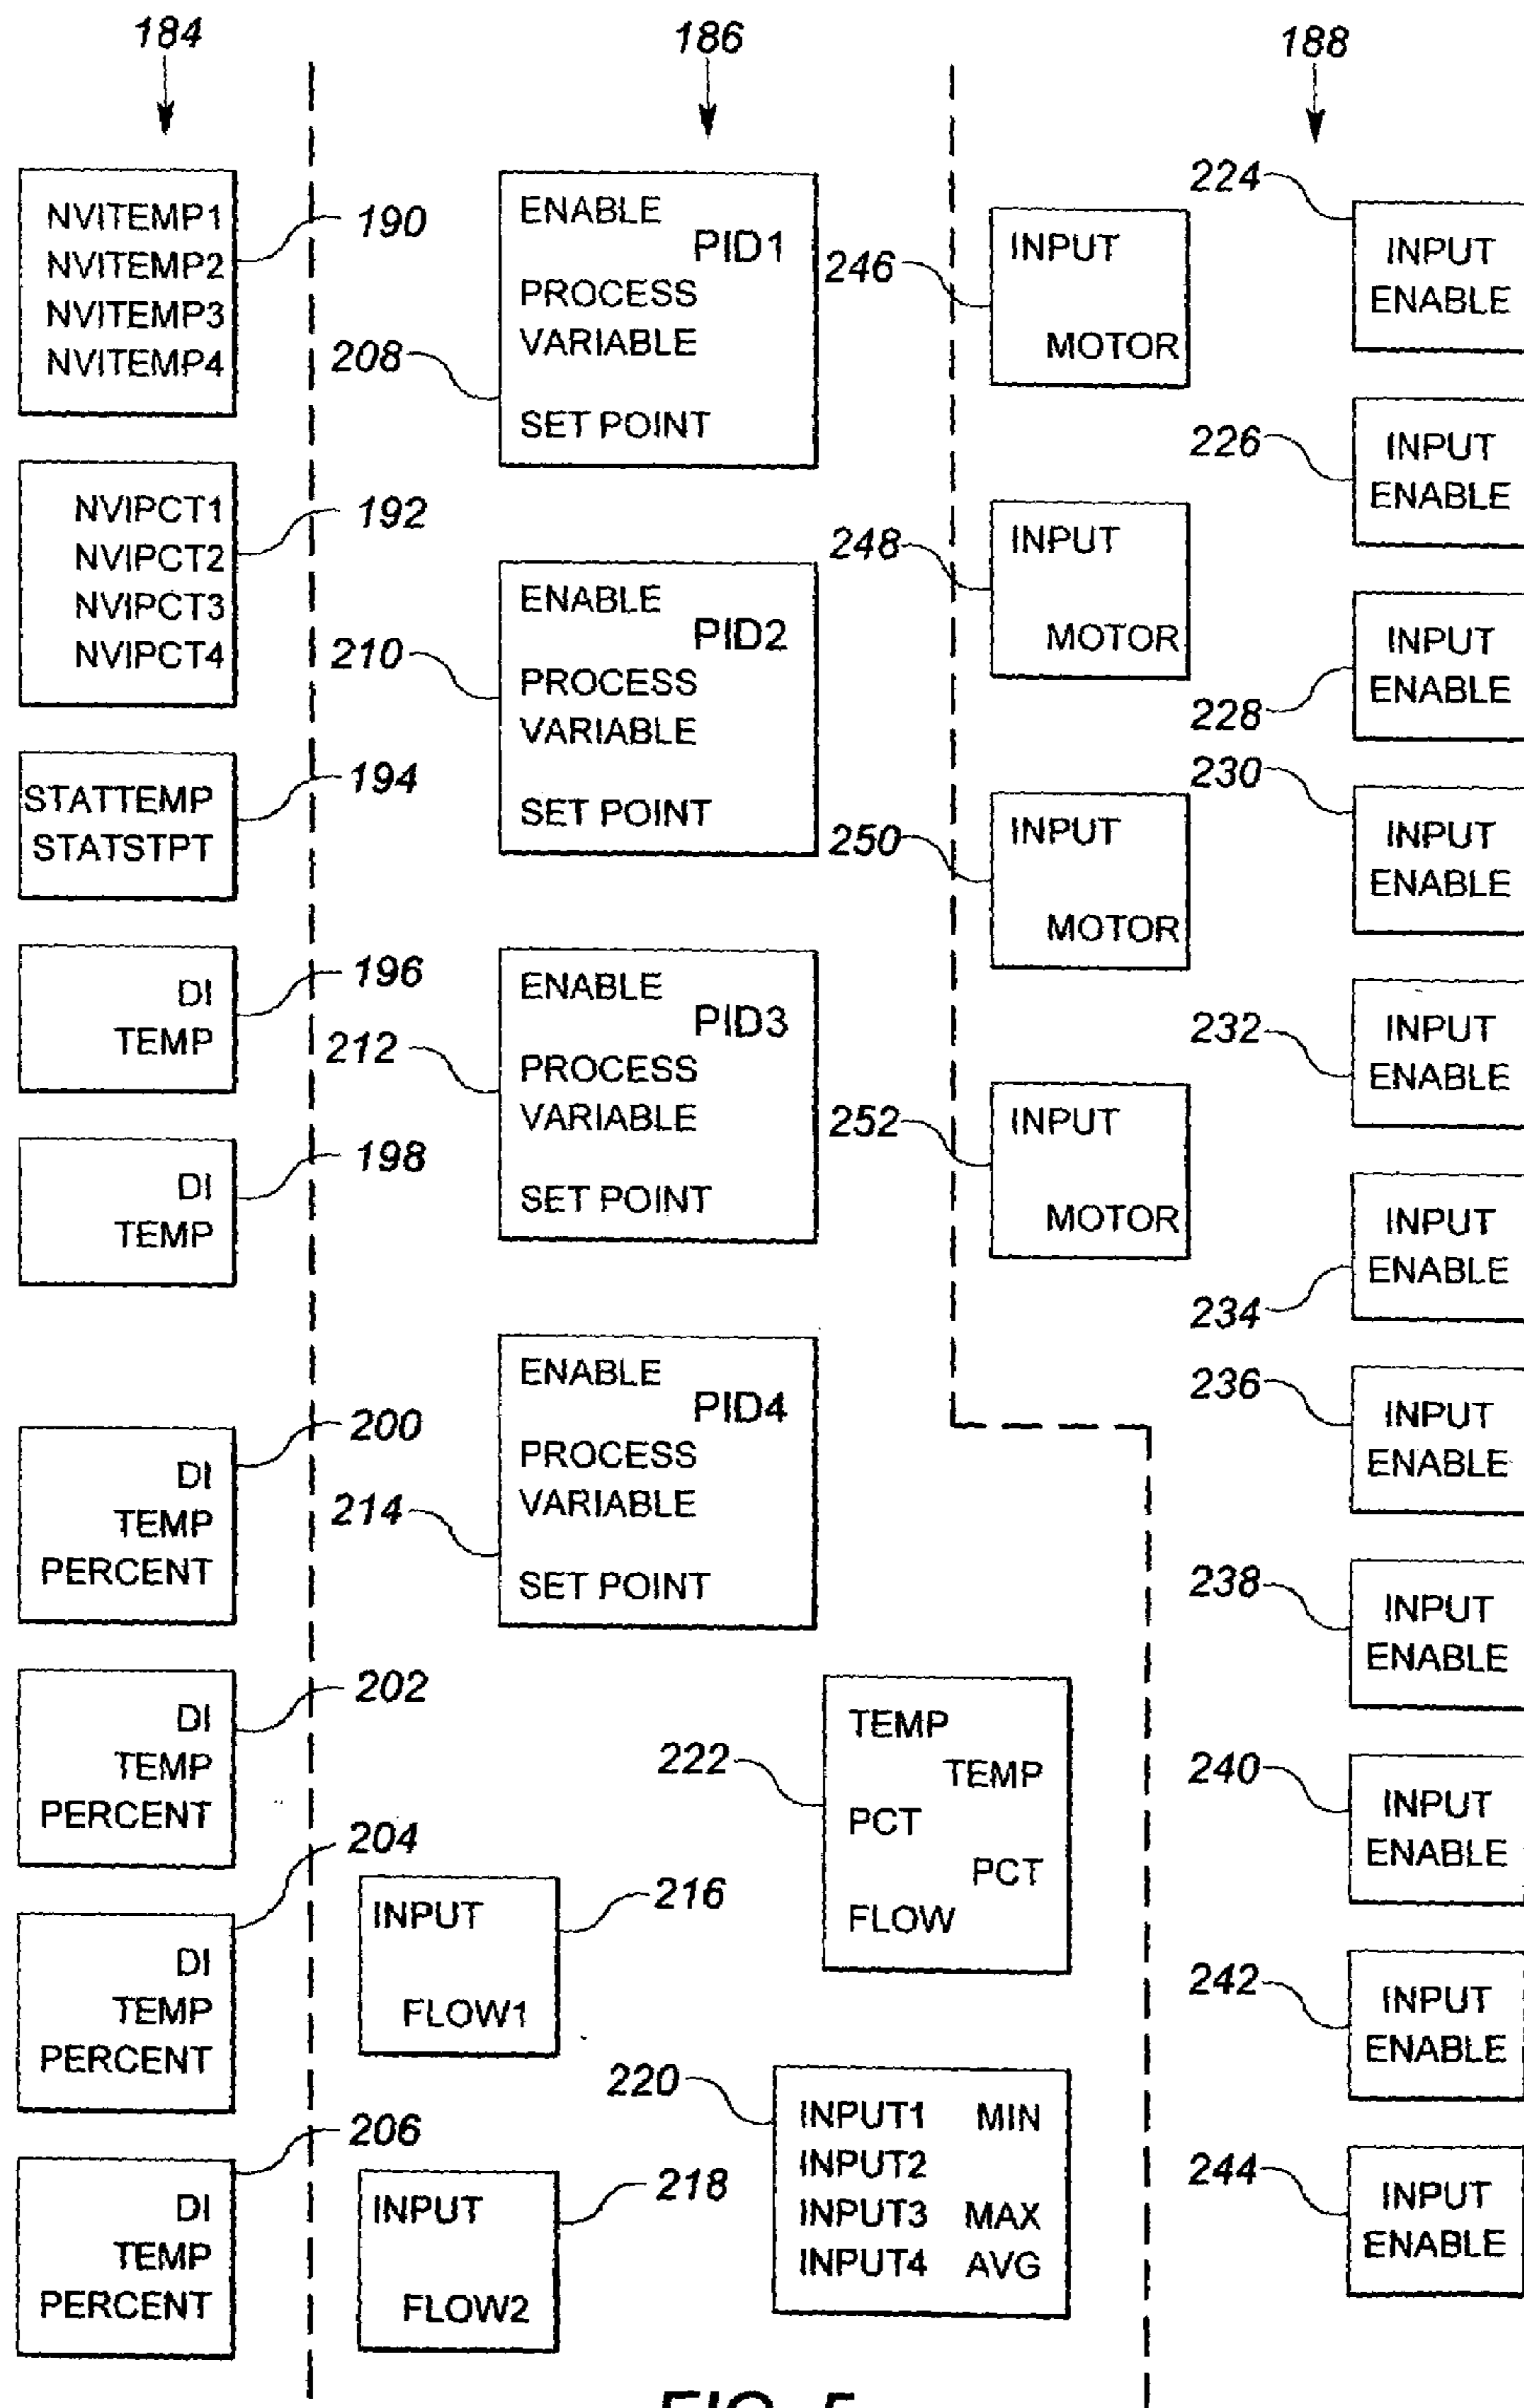 184
186
188
NVITEMP1
NVITEMP2
NVITEMP3
NVITEMP4
190
NVIPCT1
NVIPCT2
NVIPCT3
NVIPCT4
192
STATTEMP
STATSTPT
194
DI
TEMP
196
DI
TEMP
198
DI
TEMP
PERCENT
200
DI
TEMP
PERCENT
202
DI
TEMP
PERCENT
204
DI
TEMP
PERCENT
206
ENABLE
PID1
PROCESS
VARIABLE
SET POINT
208
ENABLE
PID2
PROCESS
VARIABLE
SET POINT
210
ENABLE
PID3
PROCESS
VARIABLE
SET POINT
212
ENABLE
PID4
PROCESS
VARIABLE
SET POINT
214
INPUT
FLOW1
216
INPUT
FLOW2
218
222
TEMP
TEMP
PCT
PCT
FLOW
220
INPUT1 MIN
INPUT2
INPUT3 MAX
INPUT4 AVG
246
INPUT
MOTOR
248
INPUT
MOTOR
250
INPUT
MOTOR
252
INPUT
MOTOR
224
INPUT
ENABLE
226
INPUT
ENABLE
228
INPUT
ENABLE
230
INPUT
ENABLE
232
INPUT
ENABLE
234
INPUT
ENABLE
236
INPUT
ENABLE
238
INPUT
ENABLE
240
INPUT
ENABLE
242
INPUT
ENABLE
244
INPUT
ENABLE
FIG. 5